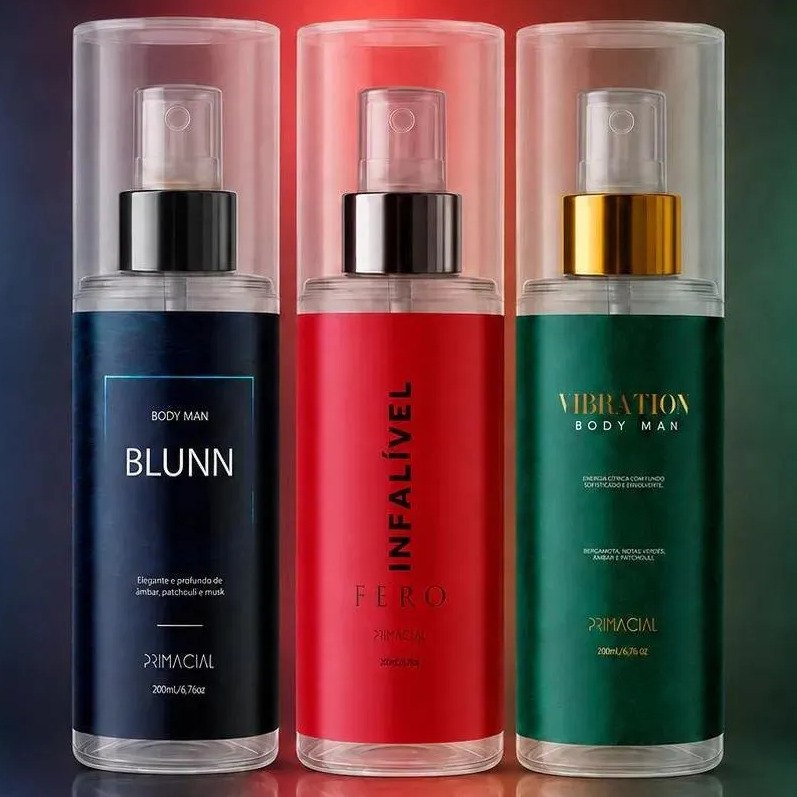 BODY MAN
BLUNN
Elegante e profundo de
âmbar, patchouli e musk
PRIMACIAL
200mL/6,76oz
INFALÍVEL
FERO
PRIMACIAL
VIBRATION
BODY MAN
ENERGIA CÍTRICA COM FUNDO
SOFISTICADO E ENVOLVENTE.
BERGAMOTA, NOTAS VERDES,
ÂMBAR E PATCHOULI.
PRIMACIAL
200mL/6,76 oz